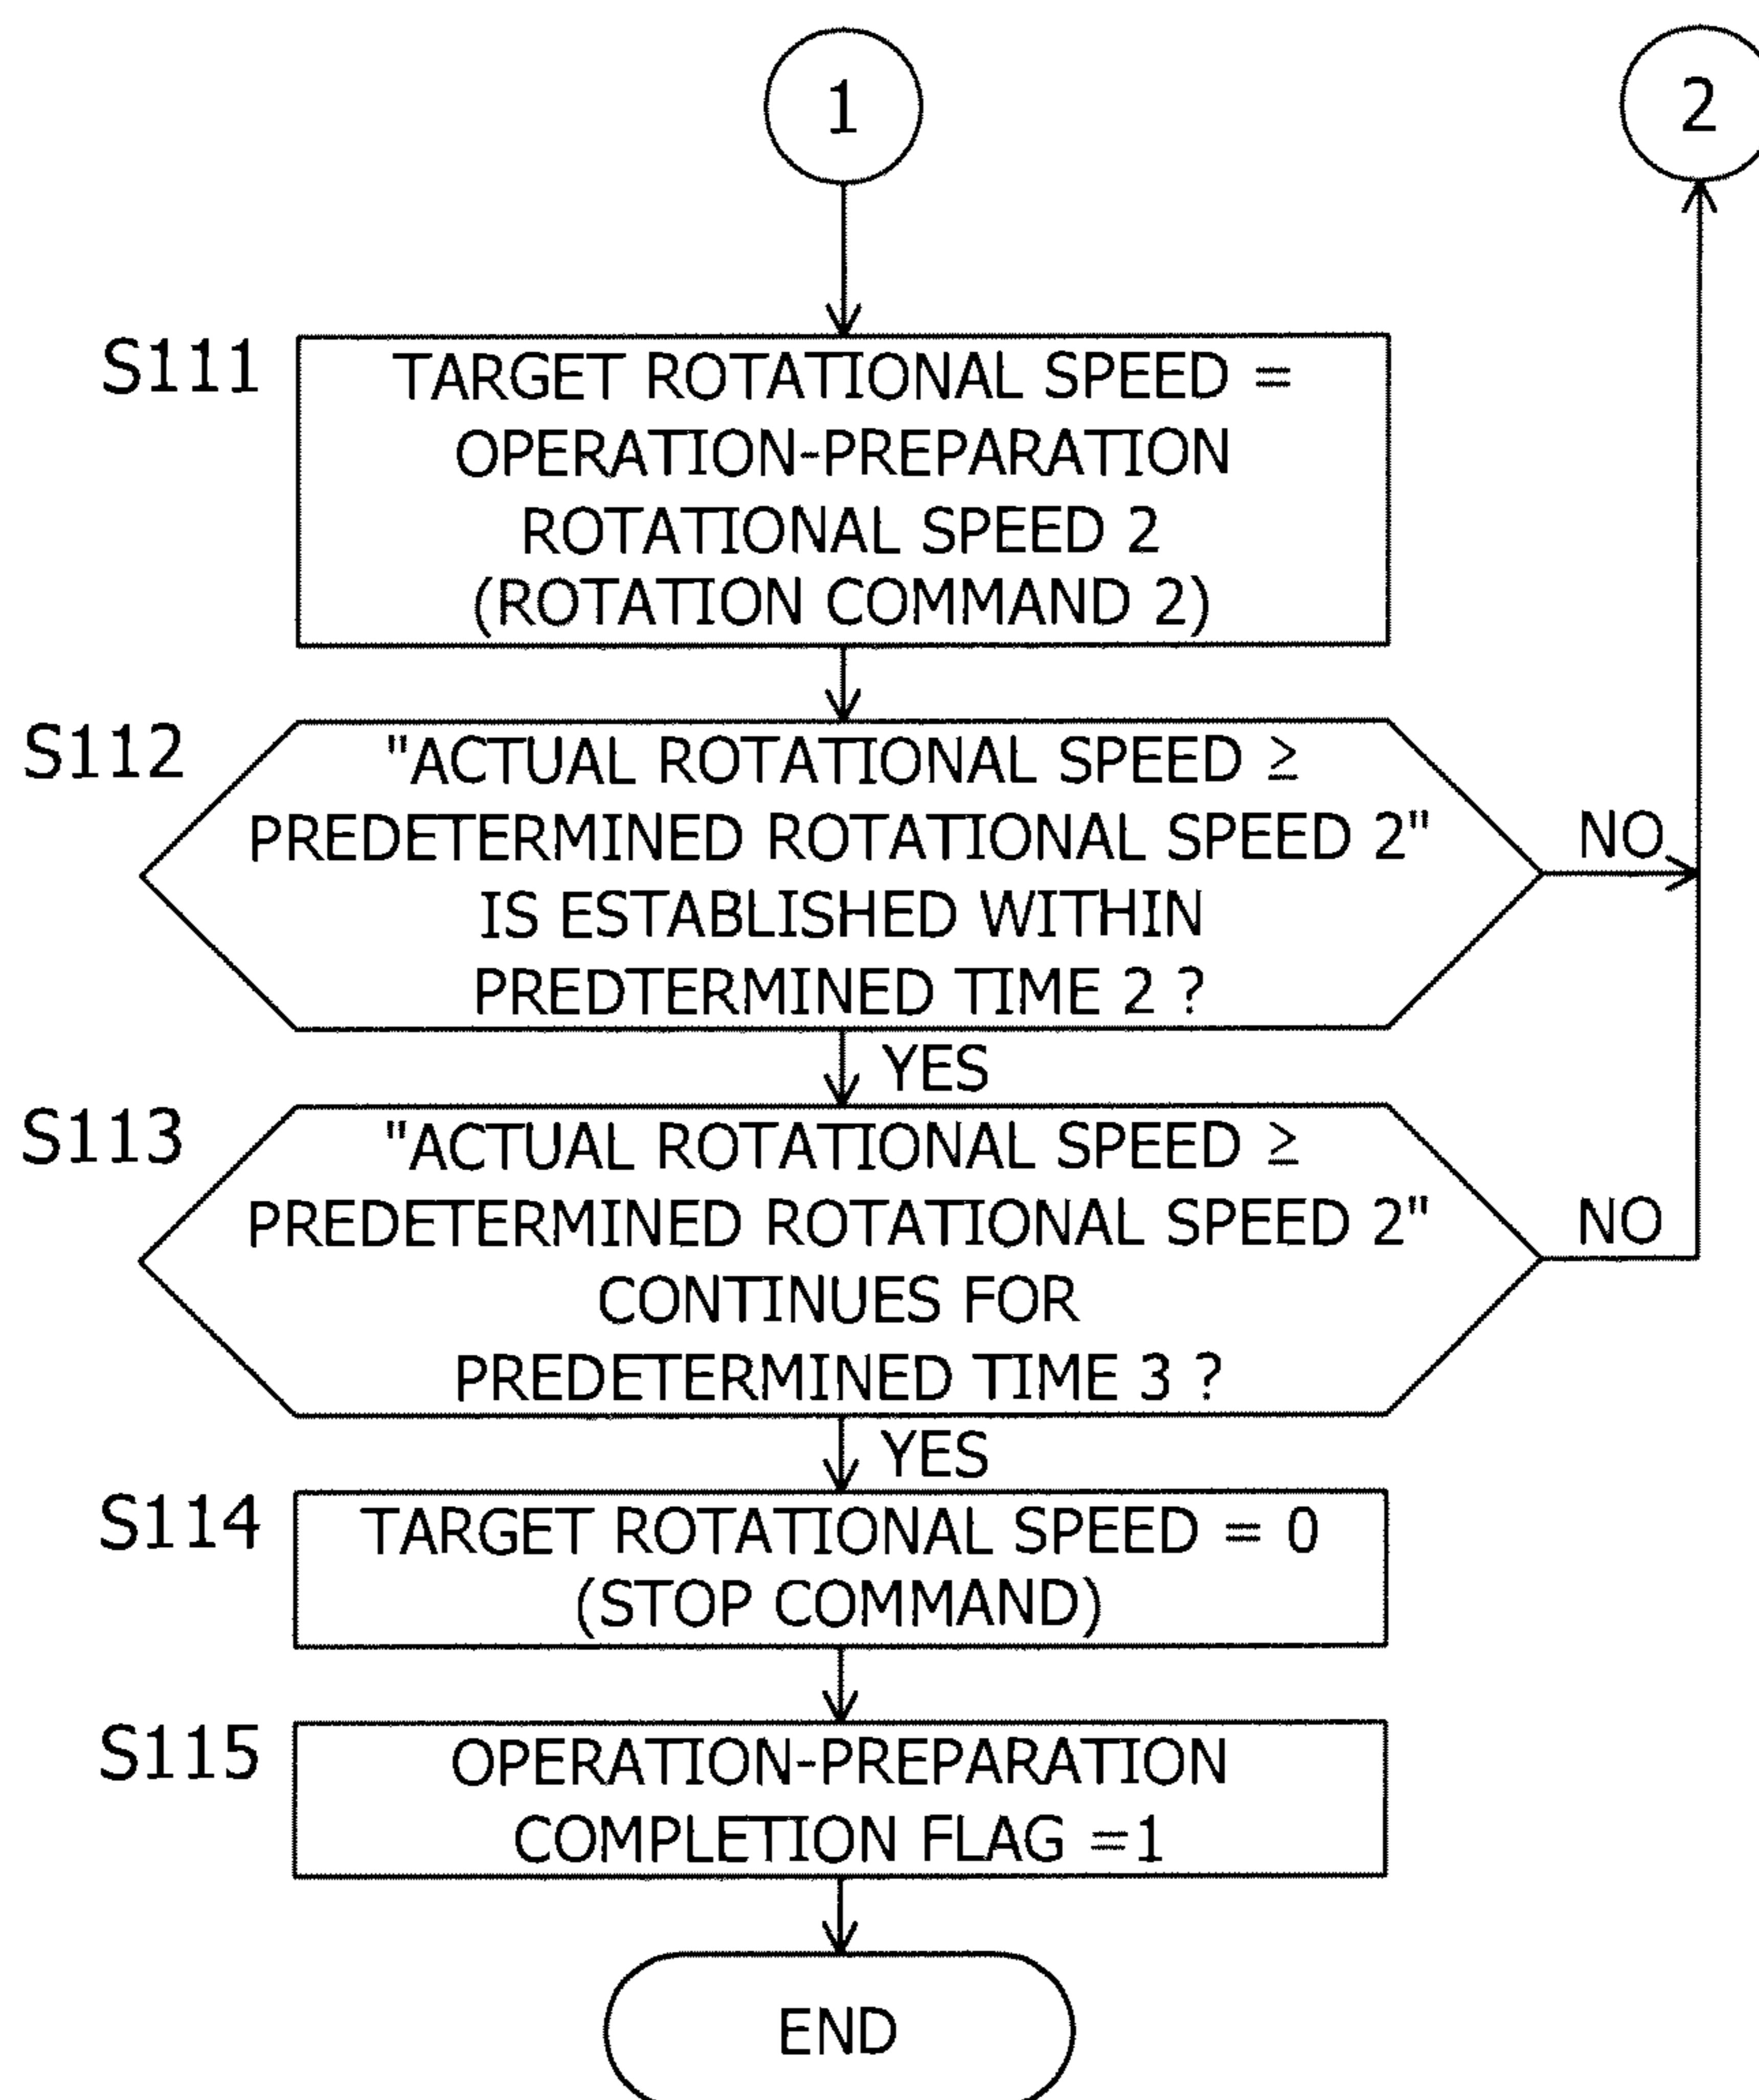 1
2
S111
TARGET ROTATIONAL SPEED =
OPERATION-PREPARATION
ROTATIONAL SPEED 2
(ROTATION COMMAND 2)
S112
"ACTUAL ROTATIONAL SPEED ≥
PREDETERMINED ROTATIONAL SPEED 2"
IS ESTABLISHED WITHIN
PREDTERMINED TIME 2 ?
NO
YES
S113
"ACTUAL ROTATIONAL SPEED ≥
PREDETERMINED ROTATIONAL SPEED 2"
CONTINUES FOR
PREDETERMINED TIME 3 ?
NO
YES
S114
TARGET ROTATIONAL SPEED = 0
(STOP COMMAND)
S115
OPERATION-PREPARATION
COMPLETION FLAG =1
END